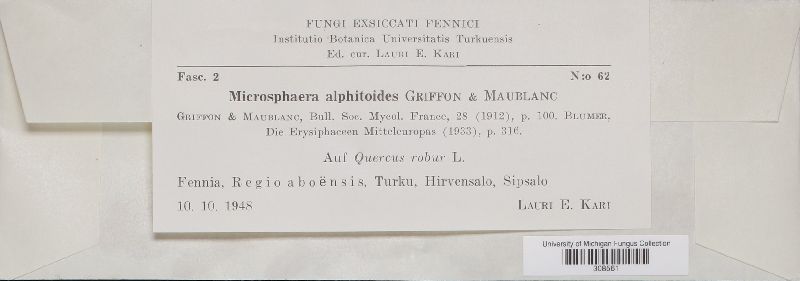 FUNGI EXSICCATI FENNICI
Institutio Botanica Universitatis Turkuensis
Ed. cur. LAURI E. KARI
Fasc. 2 N:o 62
Microsphaera alphitoides GRIFFON & MAUBLANC
GRIFFON & MAUBLANC, Bull. Soc. Mycol. France, 28 (1912), p. 100. BLUMER,
Die Erysiphaceen Mitteleuropas (1933), p. 316.
Auf Quercus robur L.
Fennia, Regio aboënsis, Turku, Hirvensalo, Sipsalo
10. 10. 1948 LAURI E. KARI
University of Michigan Fungus Collection
308561